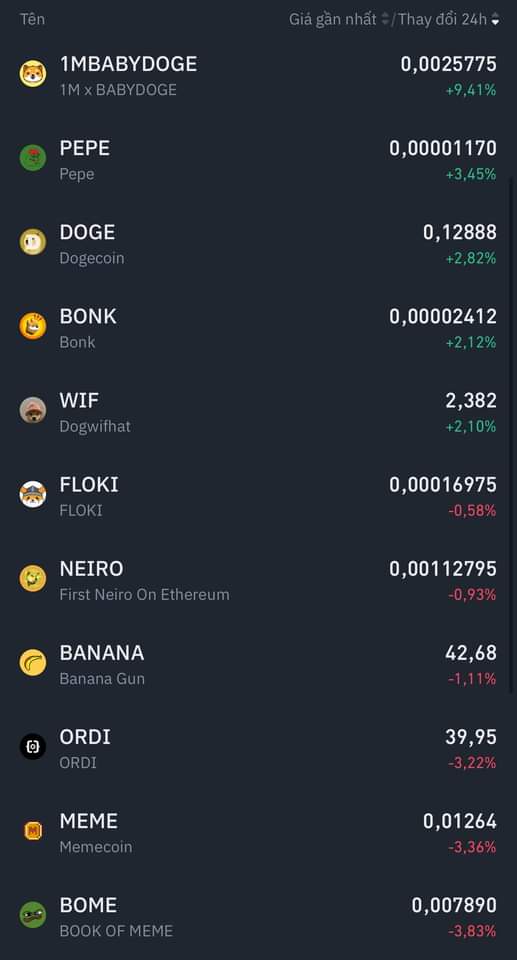 Tên Giá gần nhất / Thay đổi 24h
1MBABYDOGE 0,0025775
1M x BABYDOGE +9,41%
PEPE 0,00001170
Pepe +3,45%
DOGE 0,12888
Dogecoin +2,82%
BONK 0,00002412
Bonk +2,12%
WIF 2,382
Dogwifhat +2,10%
FLOKI 0,00016975
FLOKI -0,58%
NEIRO 0,00112795
First Neiro On Ethereum -0,93%
BANANA 42,68
Banana Gun -1,11%
ORDI 39,95
ORDI -3,22%
MEME 0,01264
Memecoin -3,36%
BOME 0,007890
BOOK OF MEME -3,83%